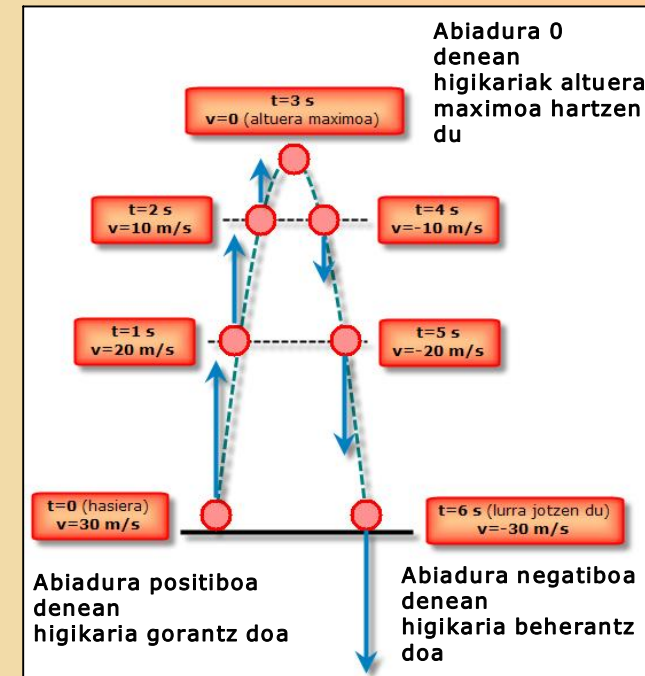 Abiadura 0
denean
higikariak altuera
maximoa hartzen
du
t=3 s
v=0 (altuera maximoa)
t=2 s
v=10 m/s
t=4 s
v=-10 m/s
t=1 s
v=20 m/s
t=5 s
v=-20 m/s
t=0 (hasiera)
v=30 m/s
t=6 s (lurra jotzen du)
v=-30 m/s
Abiadura positiboa
denean
higikaria gorantz doa
Abiadura negatiboa
denean
higikaria beherantz
doa